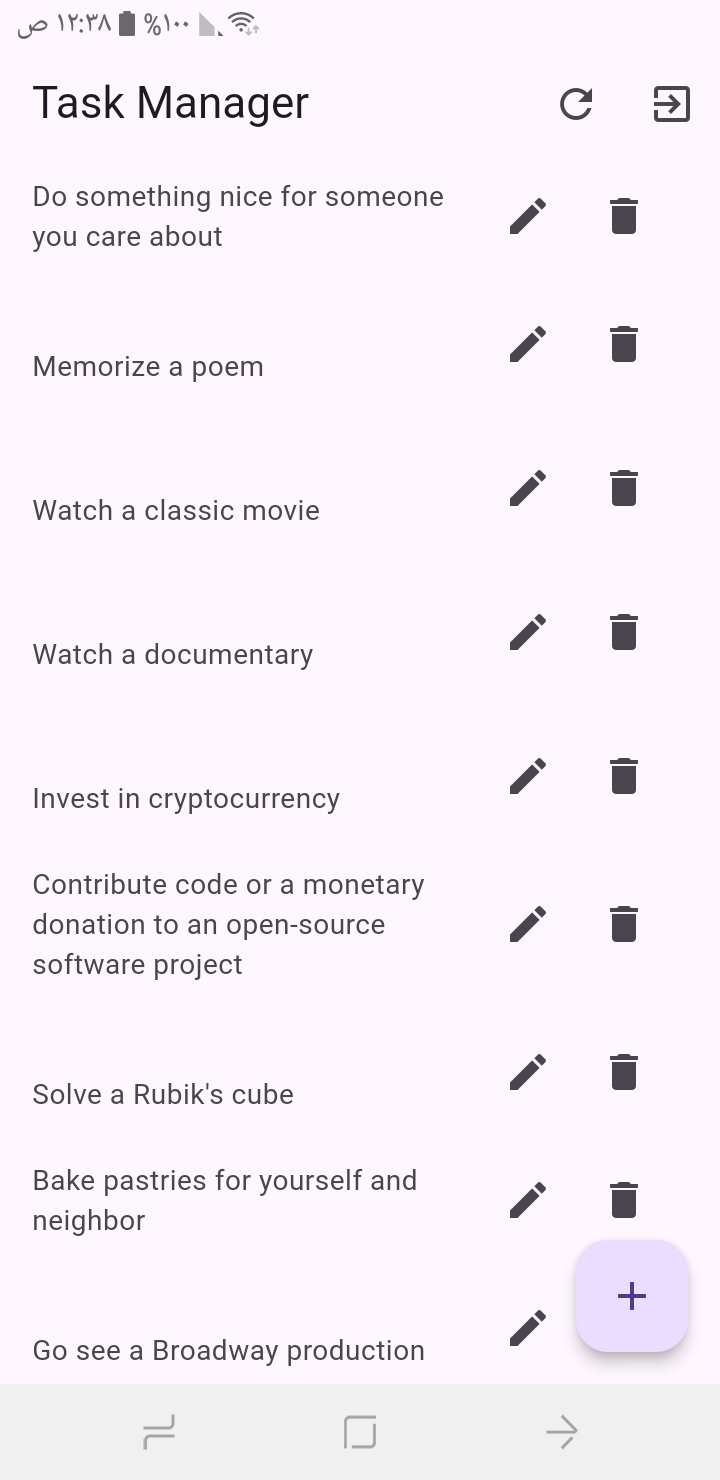 ١٢:٣٨ ص %١٠٠
Task Manager
Do something nice for someone
you care about
Memorize a poem
Watch a classic movie
Watch a documentary
Invest in cryptocurrency
Contribute code or a monetary
donation to an open-source
software project
Solve a Rubik's cube
Bake pastries for yourself and
neighbor
Go see a Broadway production